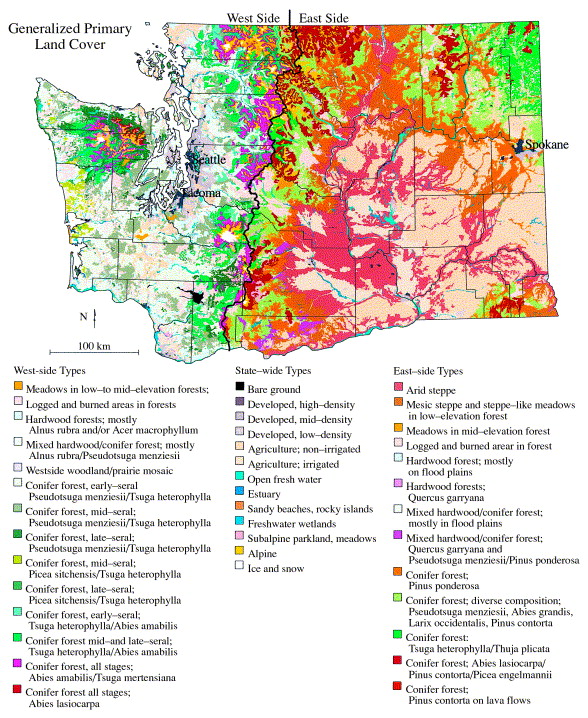 Generalized Primary
Land Cover
West Side
East Side
Spokane
Seattle
Tacoma
N
100 km
West-side Types
Meadows in low–to mid–elevation forests;
Logged and burned areas in forests
Hardwood forests; mostly
Alnus rubra and/or Acer macrophyllum
Mixed hardwood/conifer forest; mostly
Alnus rubra/Pseudotsuga menziesii
Westside woodland/prairie mosaic
Conifer forest, early–seral
Pseudotsuga menziesii/Tsuga heterophylla
Conifer forest, mid–seral;
Pseudotsuga menziesii/Tsuga heterophylla
Conifer forest, late–seral;
Pseudotsuga menziesii/Tsuga heterophylla
Conifer forest, mid–seral;
Picea sitchensis/Tsuga heterophylla
Conifer forest, late–seral;
Picea sitchensis/Tsuga heterophylla
Conifer forest, early–seral;
Tsuga heterophylla/Abies amabilis
Conifer forest mid–and late–seral;
Tsuga heterophylla/Abies amabilis
Conifer forest, all stages;
Abies amabilis/Tsuga mertensiana
Conifer forest all stages;
Abies lasiocarpa
State–wide Types
Bare ground
Developed, high–density
Developed, mid–density
Developed, low–density
Agriculture; non–irrigated
Agriculture; irrigated
Open fresh water
Estuary
Sandy beaches, rocky islands
Freshwater wetlands
Subalpine parkland, meadows
Alpine
Ice and snow
East–side Types
Arid steppe
Mesic steppe and steppe–like meadows
in low–elevation forest
Meadows in mid–elevation forest
Logged and burned arear in forest
Hardwood forest; mostly
on flood plains
Hardwood forests;
Quercus garryana
Mixed hardwood/conifer forest;
mostly in flood plains
Mixed hardwood/conifer forest;
Quercus garryana and
Pseudotsuga menziesii/Pinus ponderosa
Conifer forest;
Pinus ponderosa
Conifer forest; diverse composition;
Pseudotsuga menziesii, Abies grandis,
Larix occidentalis, Pinus contorta
Conifer forest:
Tsuga heterophylla/Thuja plicata
Conifer forest; Abies lasiocarpa/
Pinus contorta/Picea engelmannii
Conifer forest;
Pinus contorta on lava flows